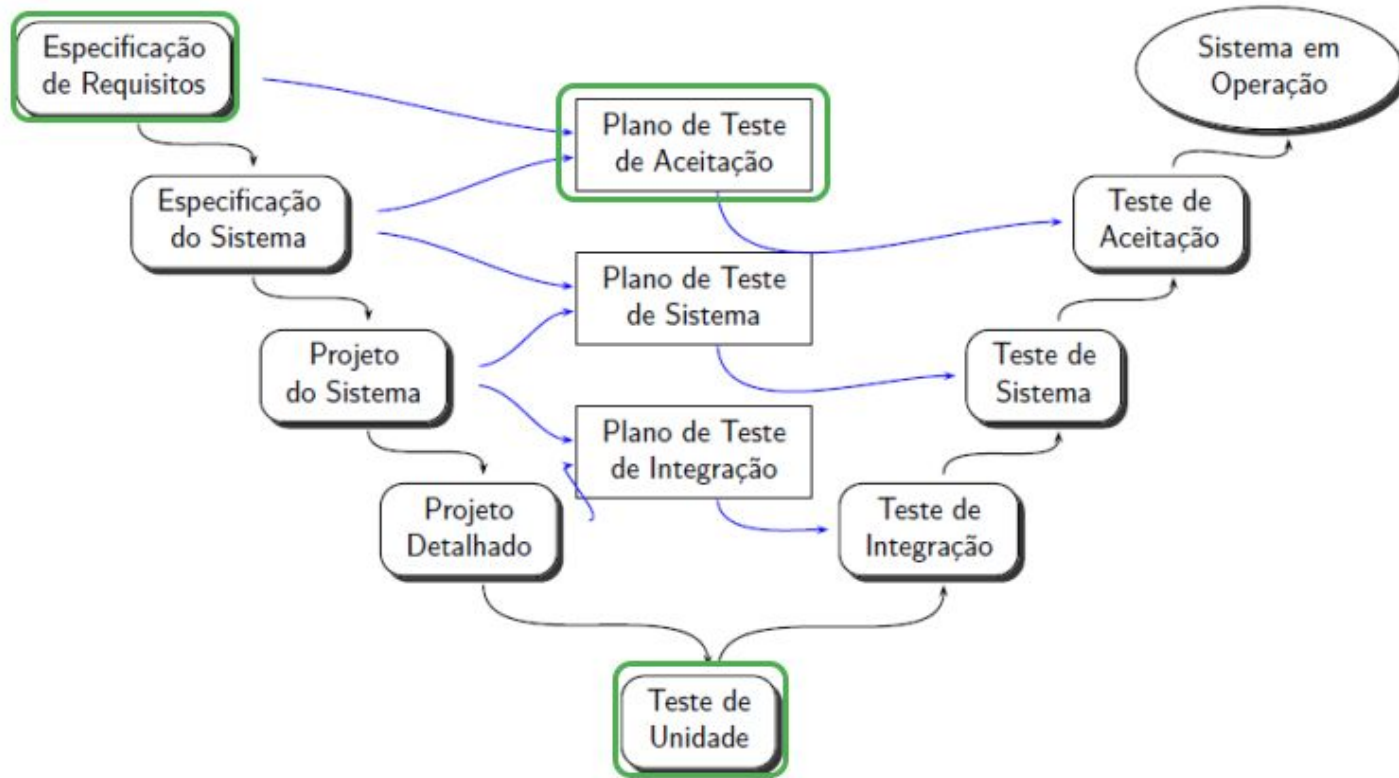 Especificação
de Requisitos
Sistema em
Operação
Plano de Teste
de Aceitação
Especificação
do Sistema
Teste de
Aceitação
Plano de Teste
de Sistema
Projeto
do Sistema
Teste de
Sistema
Plano de Teste
de Integração
Projeto
Detalhado
Teste de
Integração
Teste de
Unidade